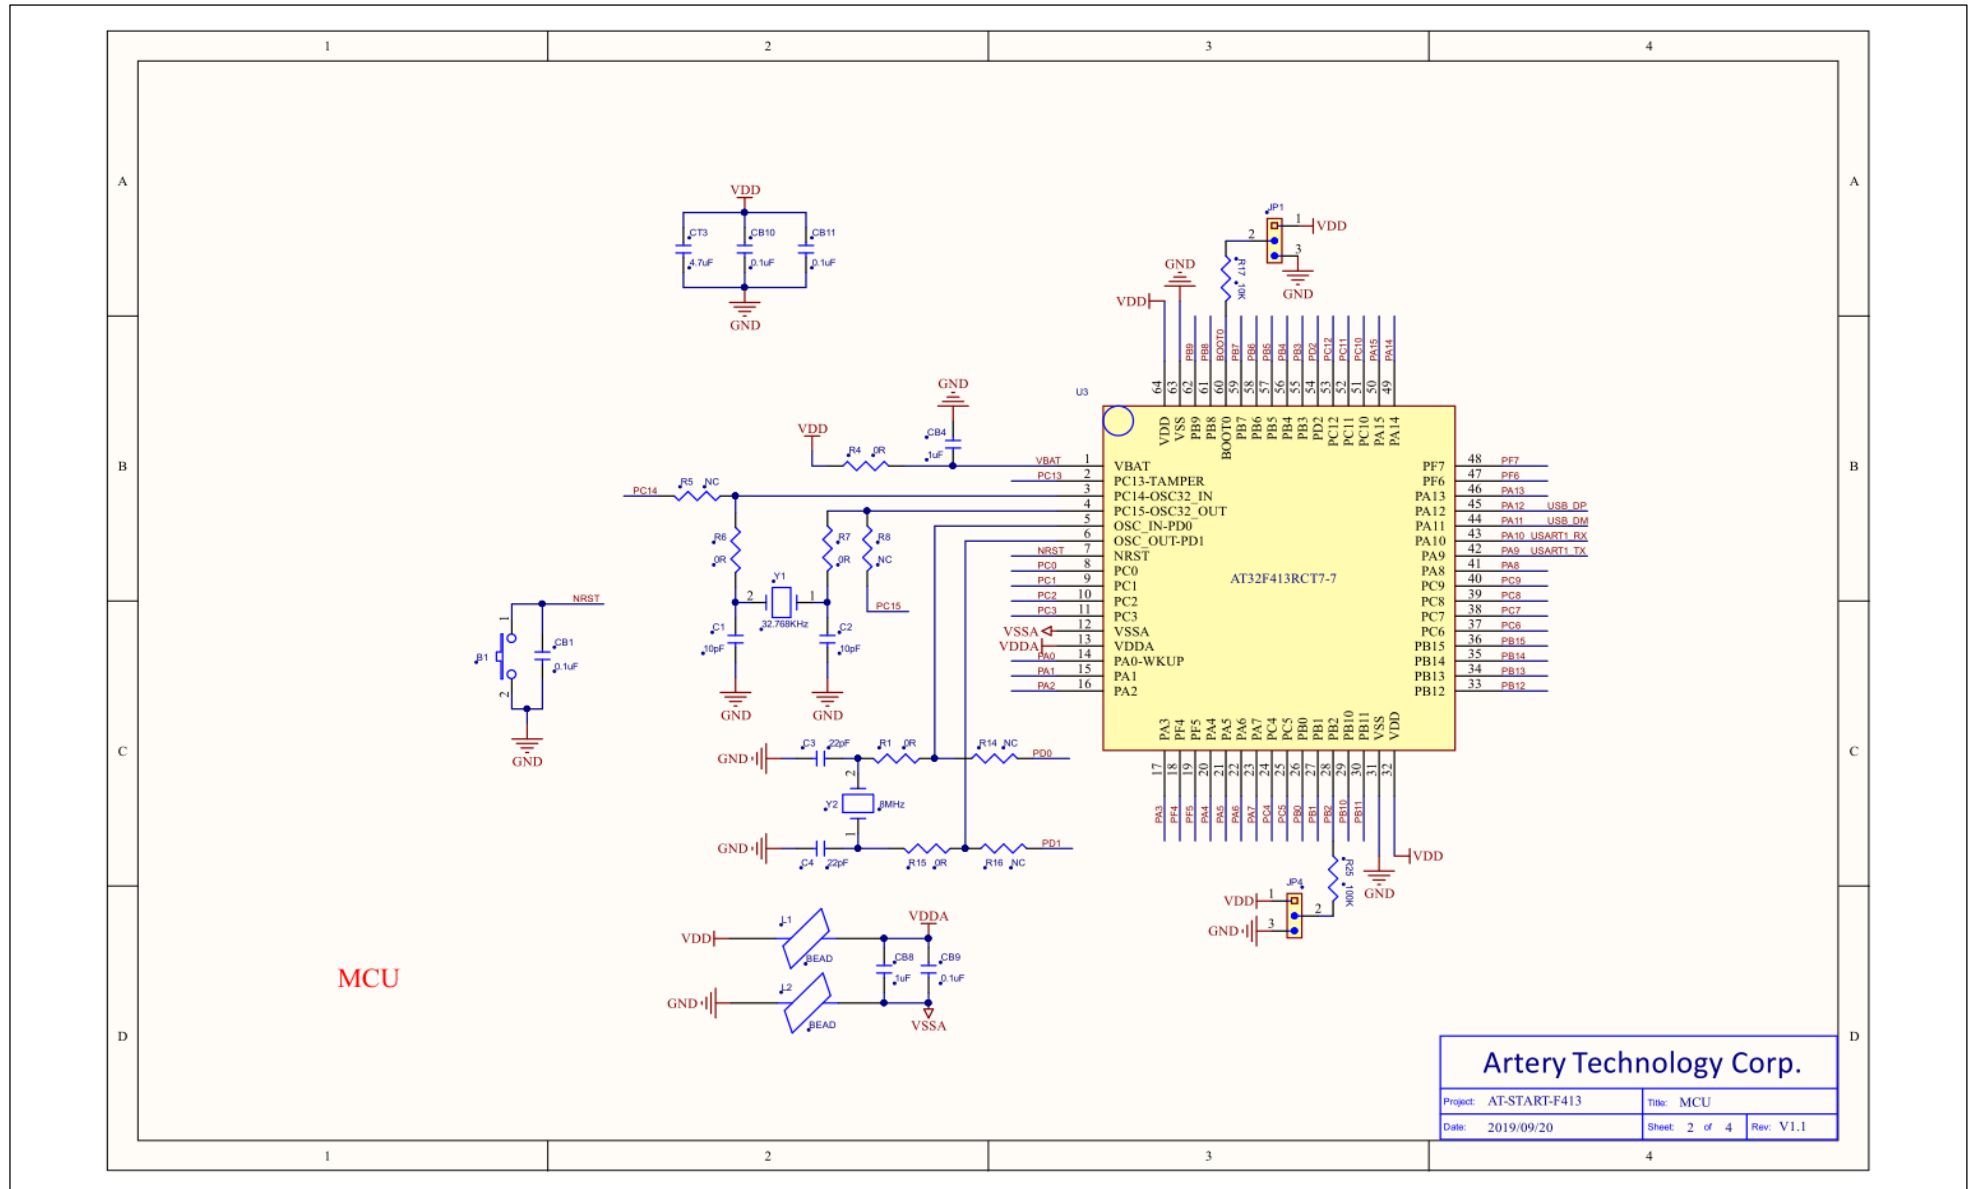 1 2 3 4
A A
VDD
CT3 CB10 CB11
4.7uF 0.1uF 0.1uF
GND
JP1
1 VDD
2
3
GND
R17 10K
GND
VDD
PB9 PB8 BOOT0 PB7 PB6 PB5 PB4 PB3 PD2 PC12 PC11 PC10 PA15 PA14
64 63 62 61 60 59 58 57 56 55 54 53 52 51 50 49
U3
VDD VSS PB9 PB8 BOOT0 PB7 PB6 PB5 PB4 PB3 PD2 PC12 PC11 PC10 PA15 PA14
B B
GND
CB4
1uF
VDD
R4 0R
VBAT 1 VBAT
PC13 2 PC13-TAMPER
PC14 R5 NC 3 PC14-OSC32_IN
4 PC15-OSC32_OUT
5 OSC_IN-PD0
6 OSC_OUT-PD1
NRST 7 NRST
PC0 8 PC0
PC1 9 PC1
PC2 10 PC2
PC3 11 PC3
VSSA 12 VSSA
VDDA 13 VDDA
PA0 14 PA0-WKUP
PA1 15 PA1
PA2 16 PA2
AT32F413RCT7-7
PF7 48 PF7
PF6 47 PF6
PA13 46 PA13
PA12 45 PA12 USB_DP
PA11 44 PA11 USB_DM
PA10 43 PA10 USART1_RX
PA9 42 PA9 USART1_TX
PA8 41 PA8
PC9 40 PC9
PC8 39 PC8
PC7 38 PC7
PC6 37 PC6
PB15 36 PB15
PB14 35 PB14
PB13 34 PB13
PB12 33 PB12
R6 0R
R7 0R
R8 NC
Y1
2 1
32.768KHz
PC15
C1 10pF
C2 10pF
GND GND
NRST
1
B1
2
CB1
0.1uF
GND
C C
PA3 PF4 PF5 PA4 PA5 PA6 PA7 PC4 PC5 PB0 PB1 PB2 PB10 PB11 VSS VDD
17 18 19 20 21 22 23 24 25 26 27 28 29 30 31 32
PA3 PF4 PF5 PA4 PA5 PA6 PA7 PC4 PC5 PB0 PB1 PB2 PB10 PB11
GND C3 22pF R1 0R R14 NC PD0
2
Y2 8MHz
1
GND C4 22pF R15 0R R16 NC PD1
VDD
GND
R25 100K
JP4
VDD 1
2
GND 3
L1
VDD BEAD
VDDA
CB8 1uF
CB9 0.1uF
L2
GND BEAD
VSSA
MCU
D D
Artery Technology Corp.
Project: AT-START-F413 Title: MCU
Date: 2019/09/20 Sheet: 2 of 4 Rev: V1.1
1 2 3 4